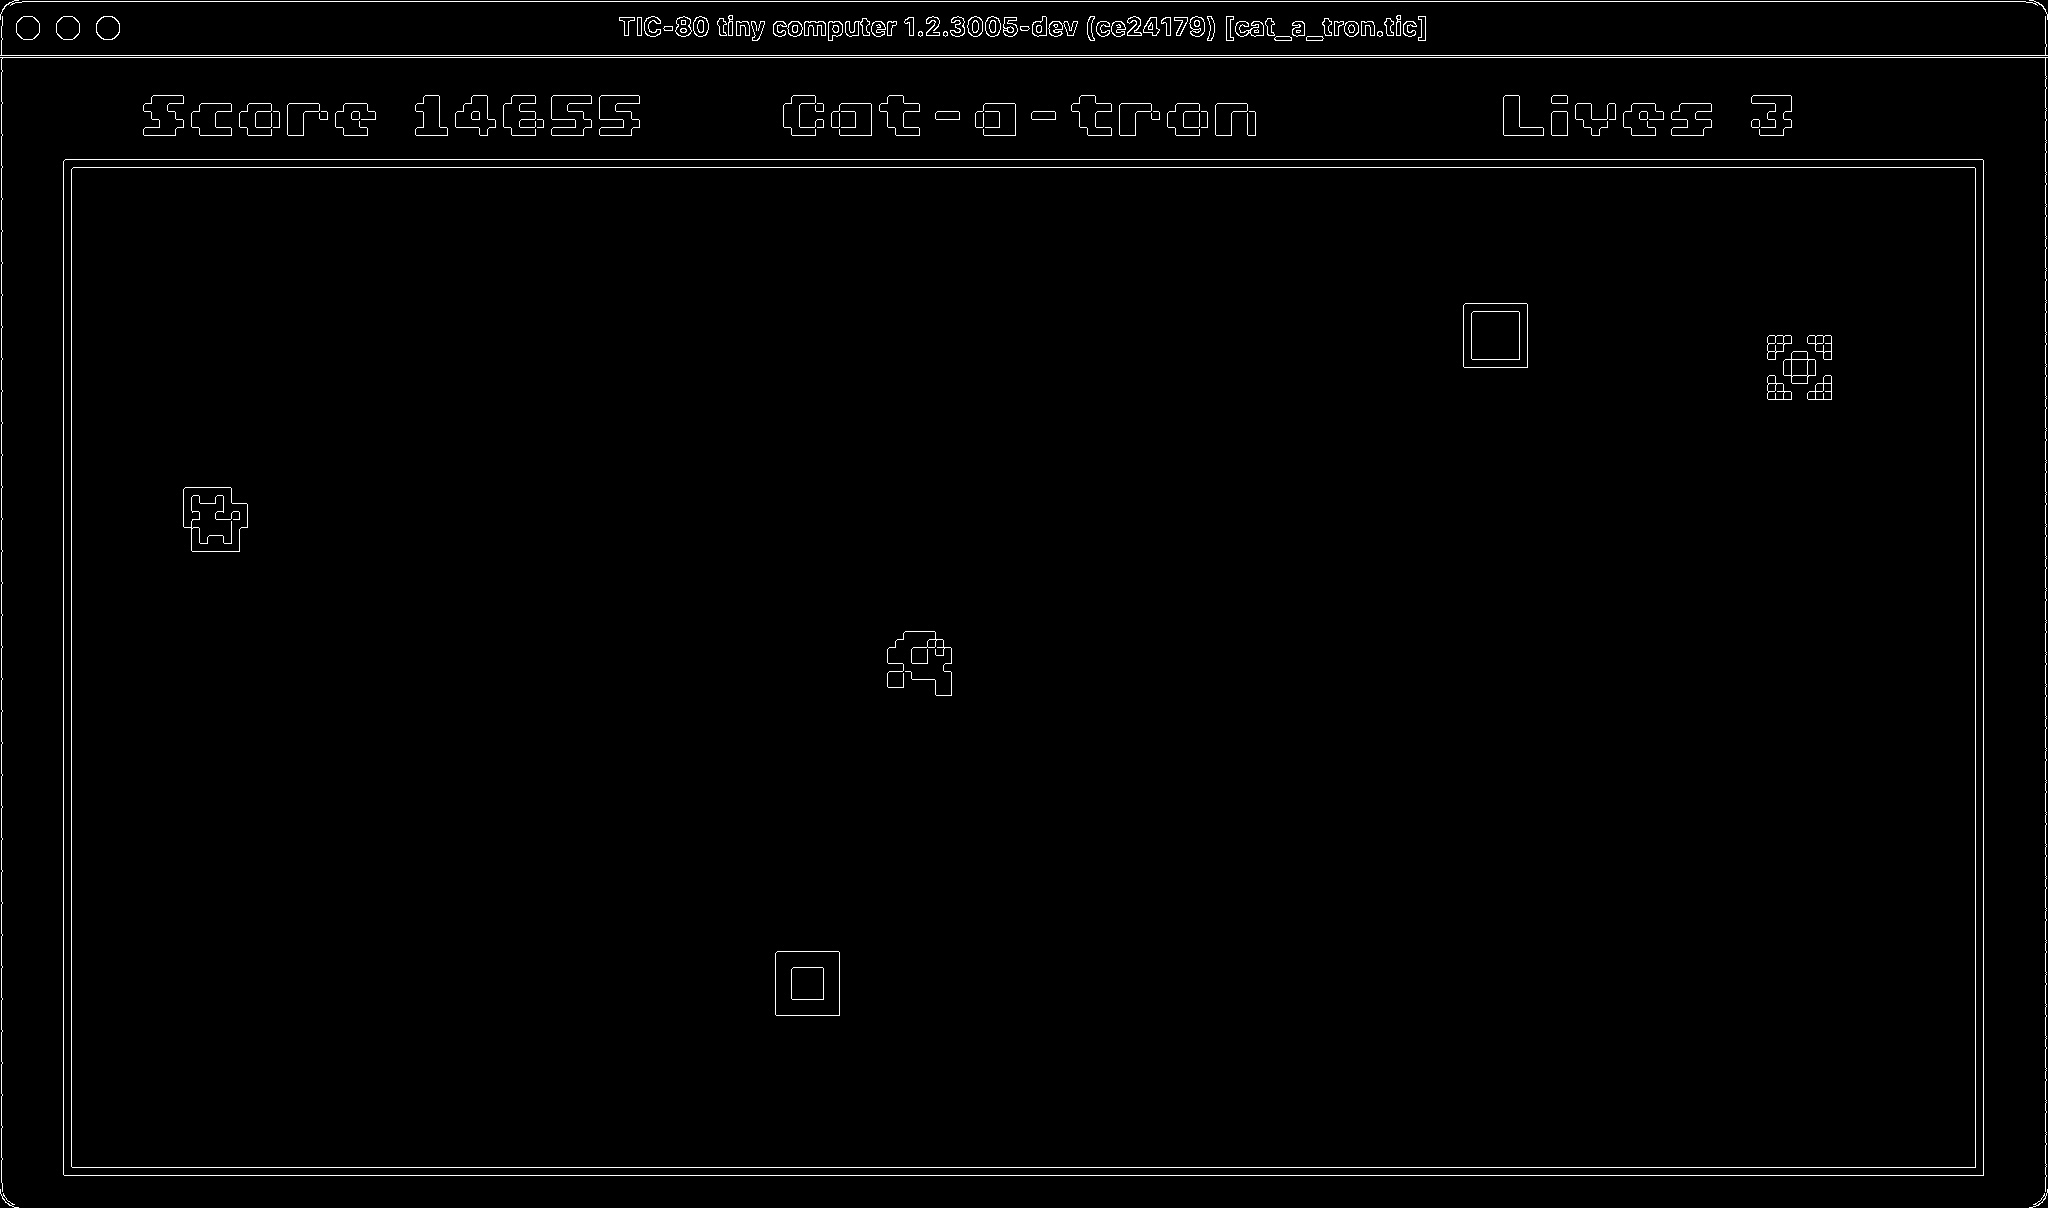 TIC-80 tiny computer 1.2.3005-dev (ce24179) [cat_a_tron.tic]
Score 14655 Cat-a-tron Lives 3